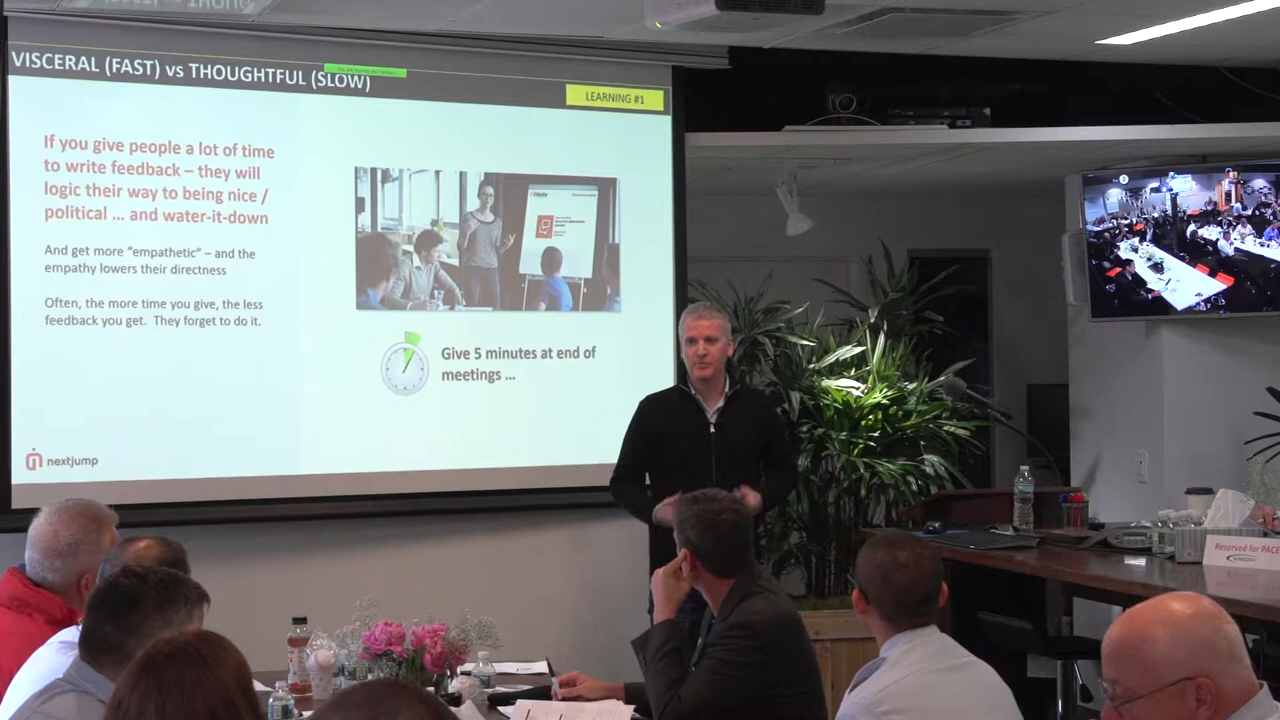 VISCERAL (FAST) vs THOUGHTFUL (SLOW)
LEARNING #1
If you give people a lot of time
to write feedback – they will
logic their way to being nice /
political ... and water-it-down
And get more “empathetic” – and the
empathy lowers their directness
Often, the more time you give, the less
feedback you get. They forget to do it.
Give 5 minutes at end of
meetings ...
nextjump
Reserved for PACE